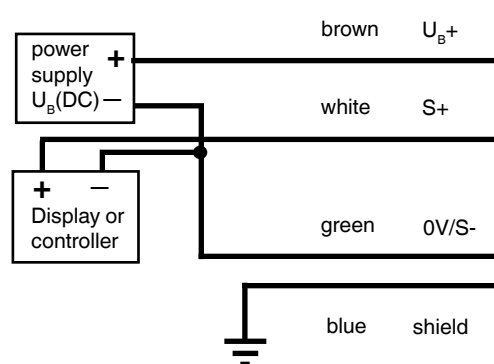 brown U_B+
power +
supply
U_B(DC) –
white S+
+ –
Display or
controller
green 0V/S-
blue shield